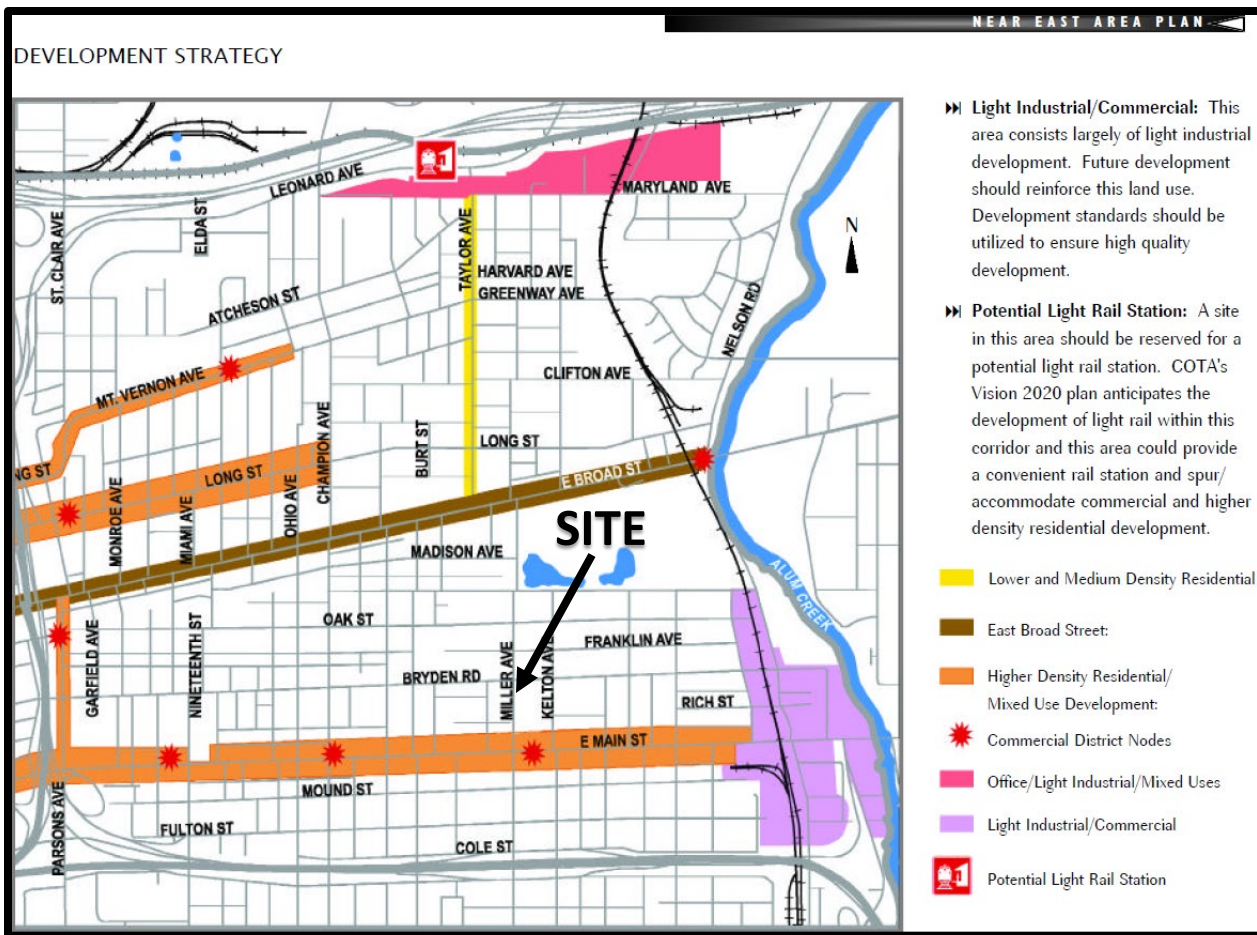 NEAR EAST AREA PLAN
DEVELOPMENT STRATEGY
LEONARD AVE
MARYLAND AVE
ST. CLAIR AVE
ELDA ST
TAYLOR AVE
N
HARVARD AVE
GREENWAY AVE
ATCHESON ST
NELSON RD
CLIFTON AVE
MT. VERNON AVE
CHAMPION AVE
BURT ST
LONG ST
NG ST
LONG ST
E BROAD ST
OHIO AVE
MONROE AVE
MIAMI AVE
SITE
MADISON AVE
ALUM CREEK
OAK ST
FRANKLIN AVE
GARFIELD AVE
NINETEENTH ST
BRYDEN RD
MILLER AVE
KELTON AVE
RICH ST
E MAIN ST
MOUND ST
PARSONS AVE
FULTON ST
COLE ST
Light Industrial/Commercial: This
area consists largely of light industrial
development. Future development
should reinforce this land use.
Development standards should be
utilized to ensure high quality
development.
Potential Light Rail Station: A site
in this area should be reserved for a
potential light rail station. COTA's
Vision 2020 plan anticipates the
development of light rail within this
corridor and this area could provide
a convenient rail station and spur/
accommodate commercial and higher
density residential development.
Lower and Medium Density Residential
East Broad Street:
Higher Density Residential/
Mixed Use Development:
Commercial District Nodes
Office/Light Industrial/Mixed Uses
Light Industrial/Commercial
Potential Light Rail Station